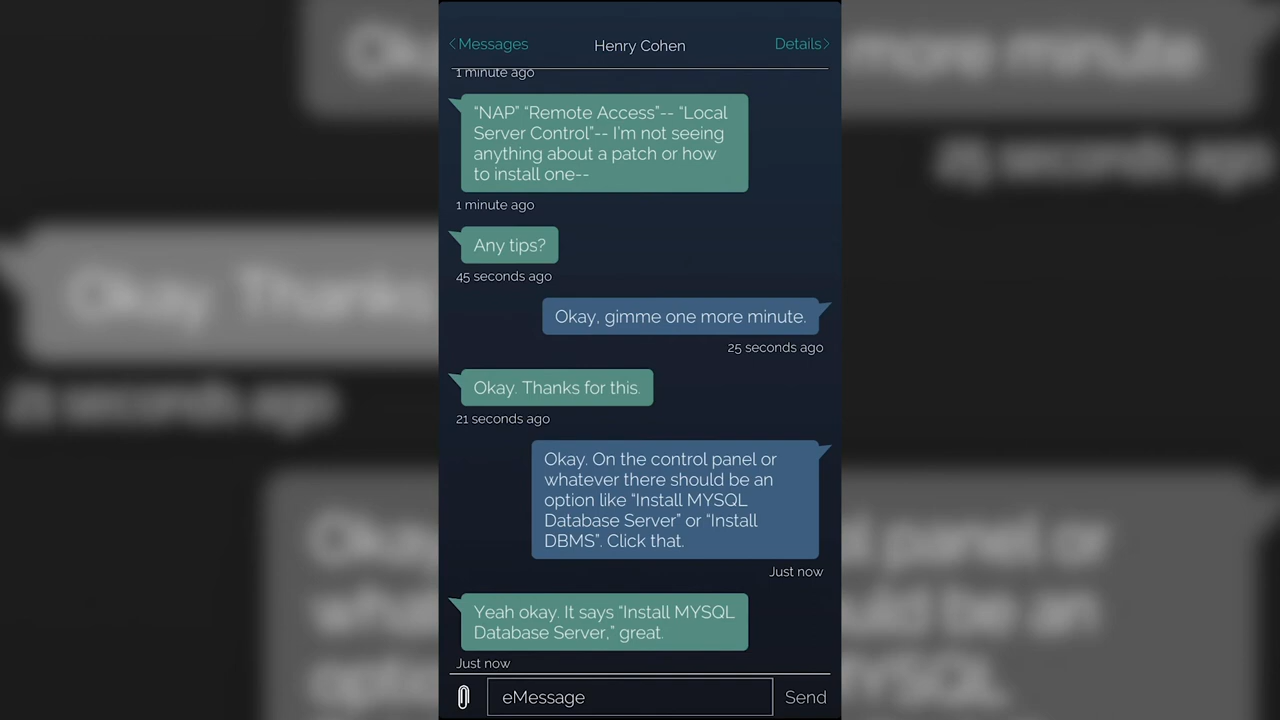 Messages
Henry Cohen
Details
1 minute ago
“NAP” “Remote Access”-- “Local
Server Control”-- I’m not seeing
anything about a patch or how
to install one--
1 minute ago
Any tips?
45 seconds ago
Okay, gimme one more minute.
25 seconds ago
Okay. Thanks for this.
21 seconds ago
Okay. On the control panel or
whatever there should be an
option like “Install MYSQL
Database Server” or “Install
DBMS”. Click that.
Just now
Yeah okay. It says “Install MYSQL
Database Server,” great.
Just now
eMessage
Send